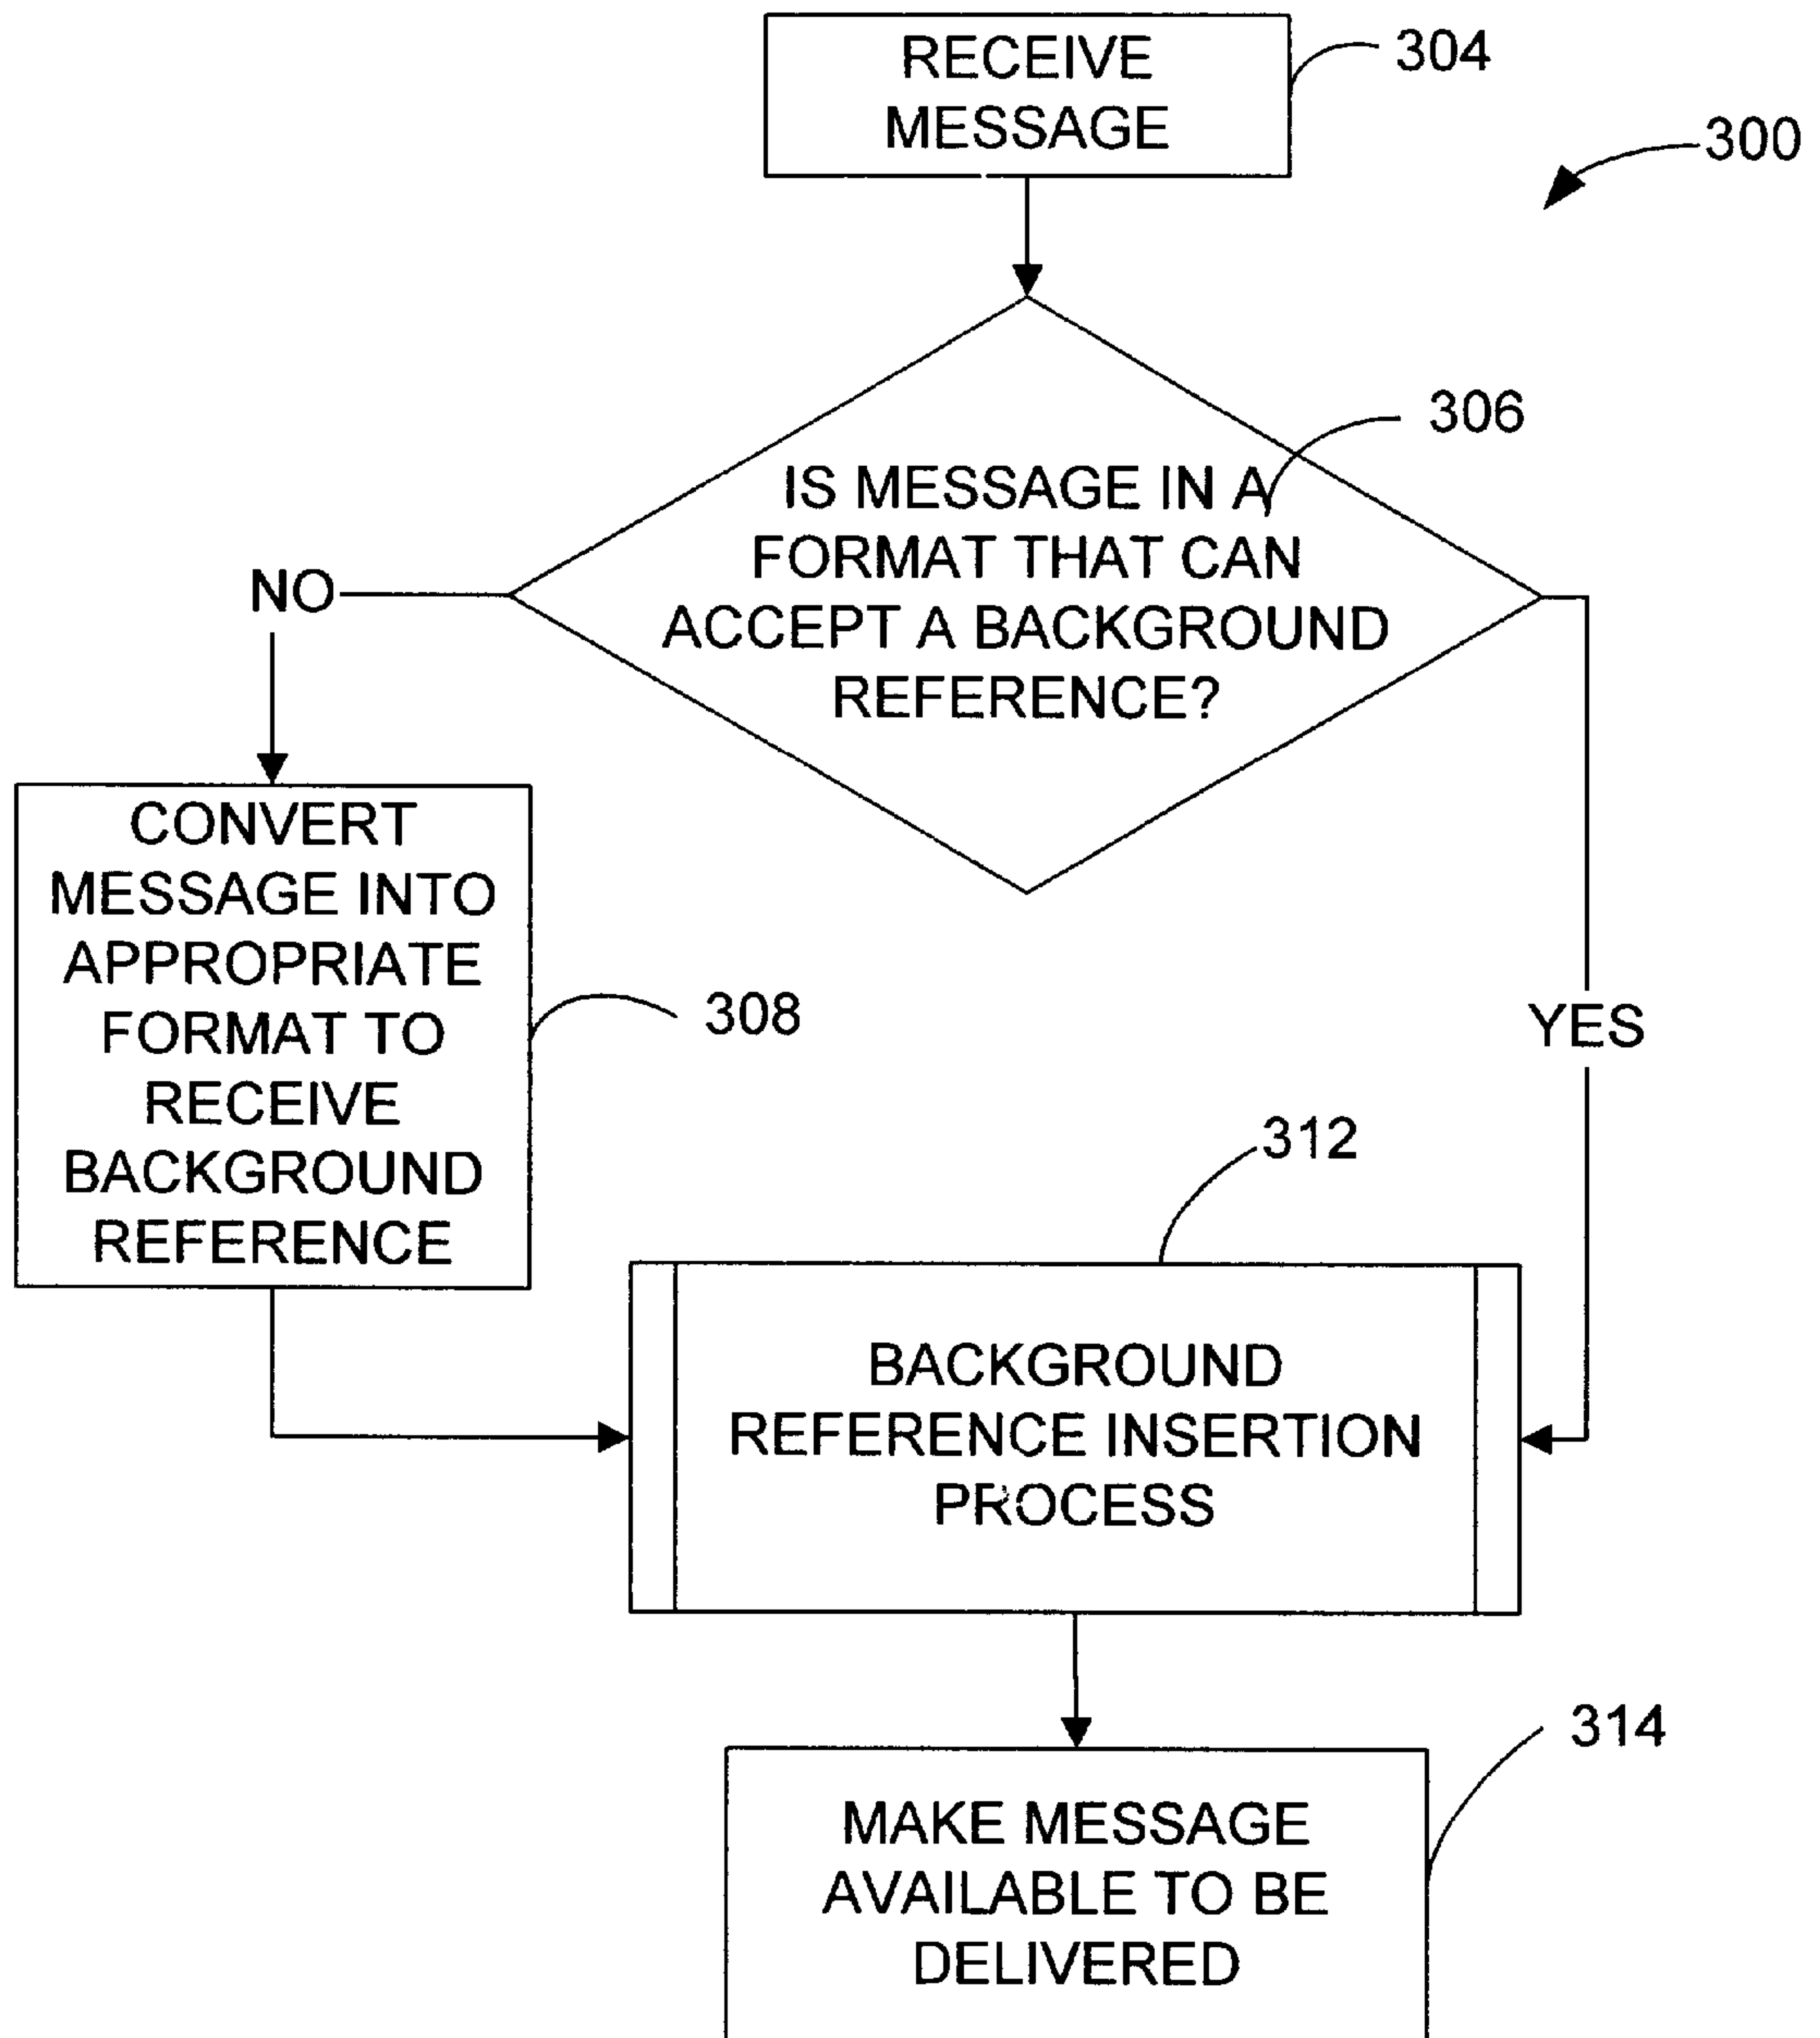 RECEIVE
MESSAGE
304
300
306
IS MESSAGE IN A
FORMAT THAT CAN
ACCEPT A BACKGROUND
REFERENCE?
NO
YES
CONVERT
MESSAGE INTO
APPROPRIATE
FORMAT TO
RECEIVE
BACKGROUND
REFERENCE
308
312
BACKGROUND
REFERENCE INSERTION
PROCESS
314
MAKE MESSAGE
AVAILABLE TO BE
DELIVERED